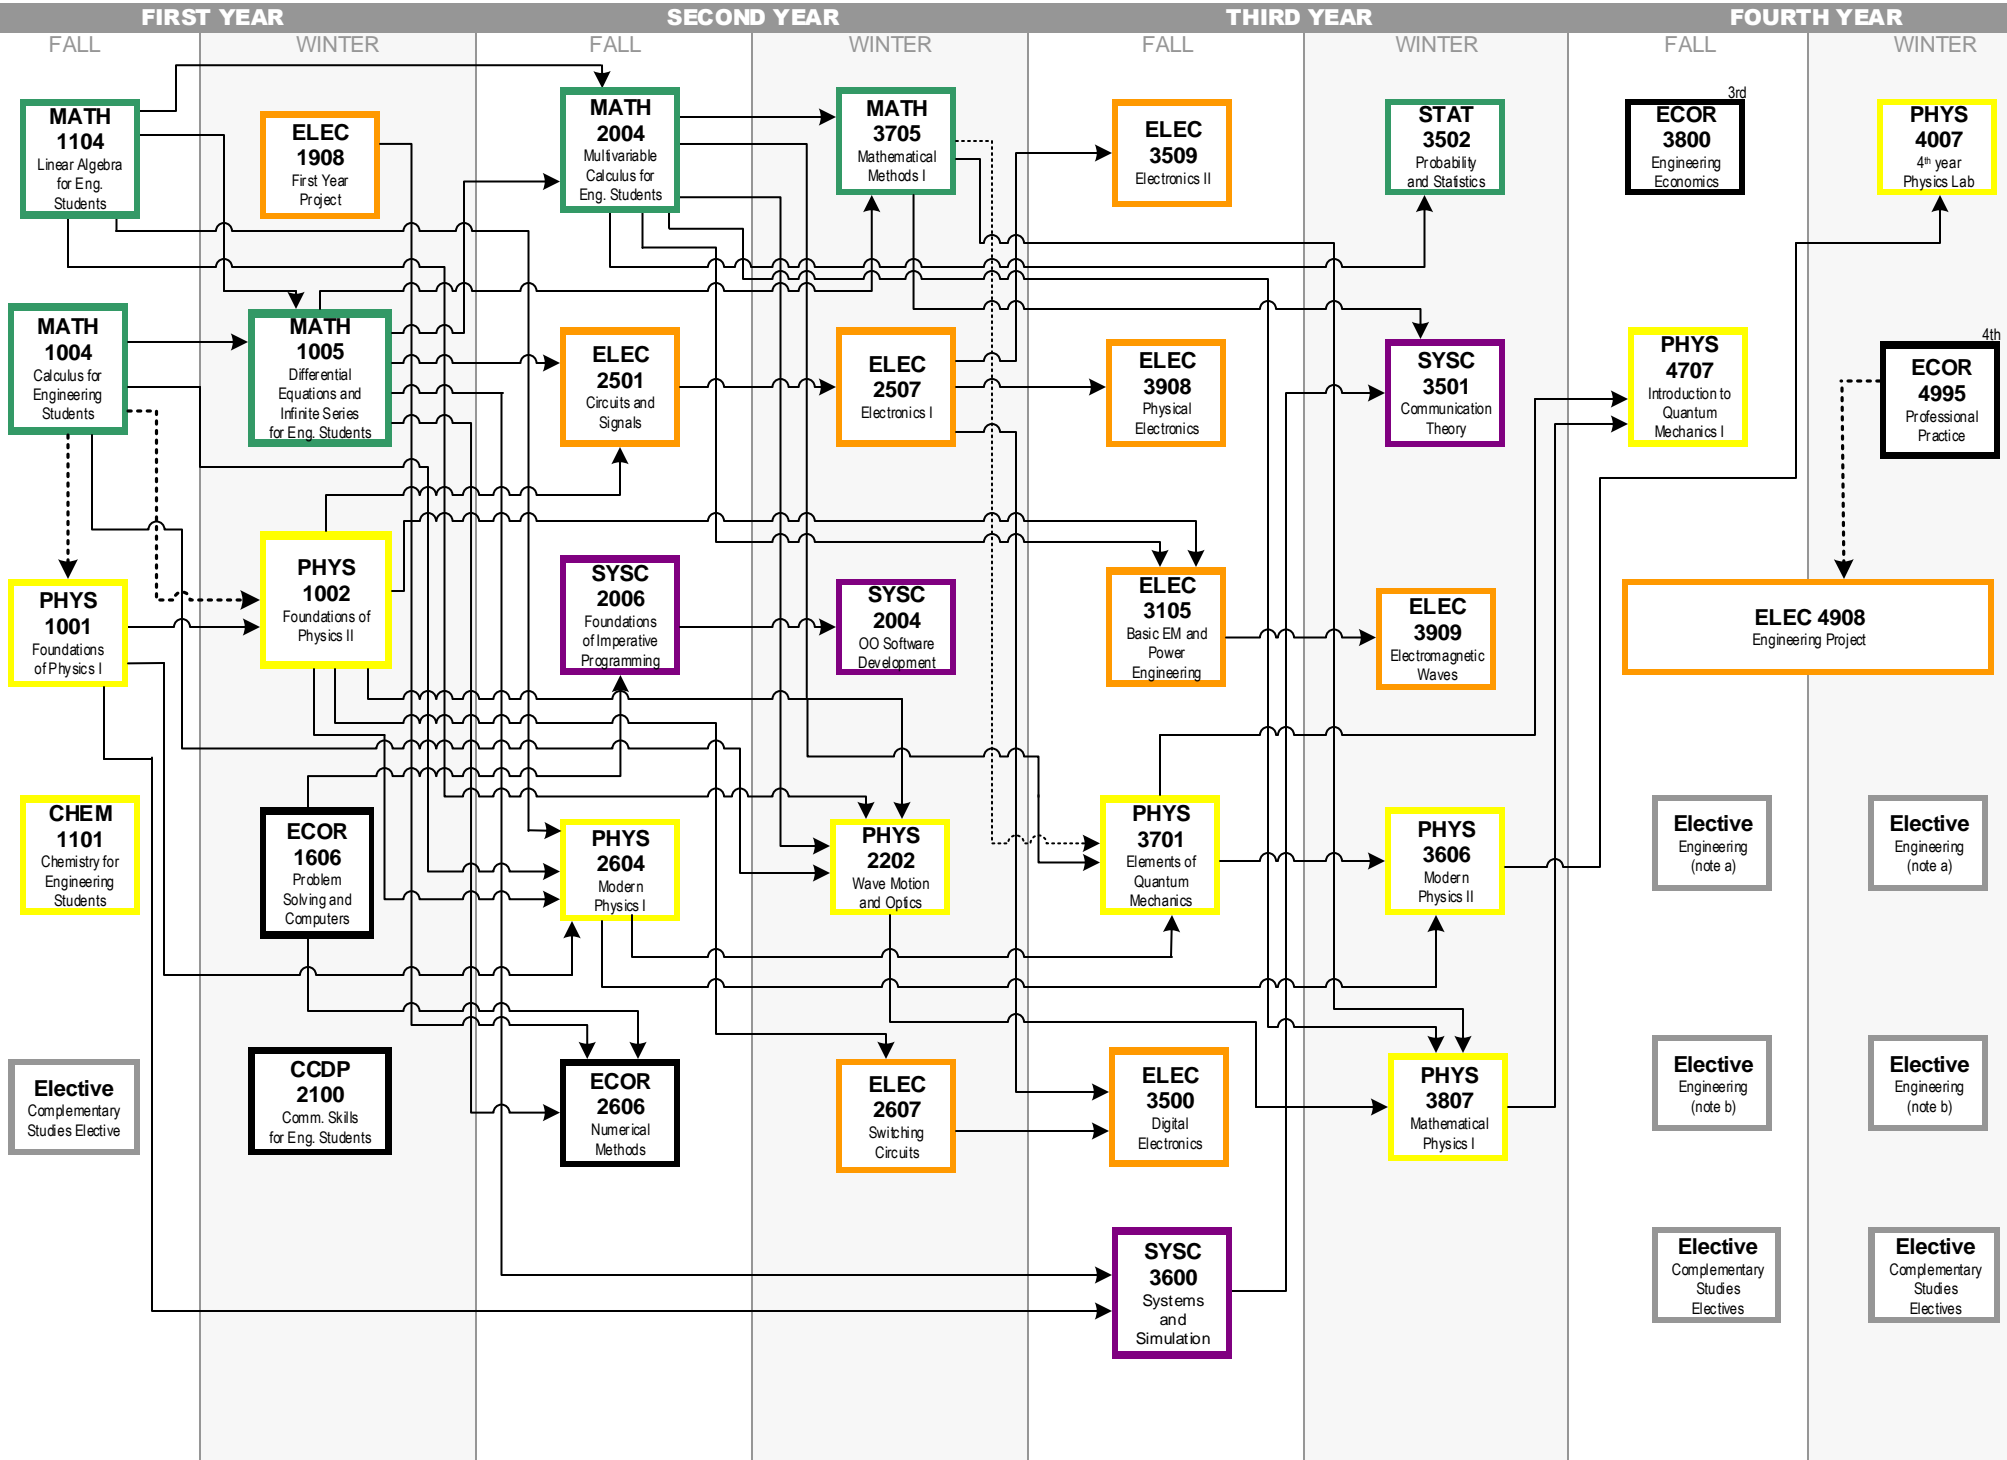 FIRST YEAR
SECOND YEAR
THIRD YEAR
FOURTH YEAR
FALL
WINTER
FALL
WINTER
FALL
WINTER
FALL
WINTER
MATH
1104
Linear Algebra
for Eng.
Students
MATH
1004
Calculus for
Engineering
Students
PHYS
1001
Foundations
of Physics I
CHEM
1101
Chemistry for
Engineering
Students
Elective
Complementary
Studies Elective
ELEC
1908
First Year
Project
MATH
1005
Differential
Equations and
Infinite Series
for Eng. Students
PHYS
1002
Foundations of
Physics II
ECOR
1606
Problem
Solving and
Computers
CCDP
2100
Comm. Skills
for Eng. Students
MATH
2004
Multivariable
Calculus for
Eng. Students
ELEC
2501
Circuits and
Signals
SYSC
2006
Foundations
of Imperative
Programming
PHYS
2604
Modern
Physics I
ECOR
2606
Numerical
Methods
MATH
3705
Mathematical
Methods I
ELEC
2507
Electronics I
SYSC
2004
OO Software
Development
PHYS
2202
Wave Motion
and Optics
ELEC
2607
Switching
Circuits
ELEC
3509
Electronics II
ELEC
3908
Physical
Electronics
ELEC
3105
Basic EM and
Power
Engineering
PHYS
3701
Elements of
Quantum
Mechanics
ELEC
3500
Digital
Electronics
SYSC
3600
Systems
and
Simulation
STAT
3502
Probability
and Statistics
SYSC
3501
Communication
Theory
ELEC
3909
Electromagnetic
Waves
PHYS
3606
Modern
Physics II
PHYS
3807
Mathematical
Physics I
3rd
ECOR
3800
Engineering
Economics
PHYS
4707
Introduction to
Quantum
Mechanics I
ELEC 4908
Engineering Project
Elective
Engineering
(note a)
Elective
Engineering
(note b)
Elective
Complementary
Studies
Electives
PHYS
4007
4th year
Physics Lab
4th
ECOR
4995
Professional
Practice
Elective
Engineering
(note a)
Elective
Engineering
(note b)
Elective
Complementary
Studies
Electives